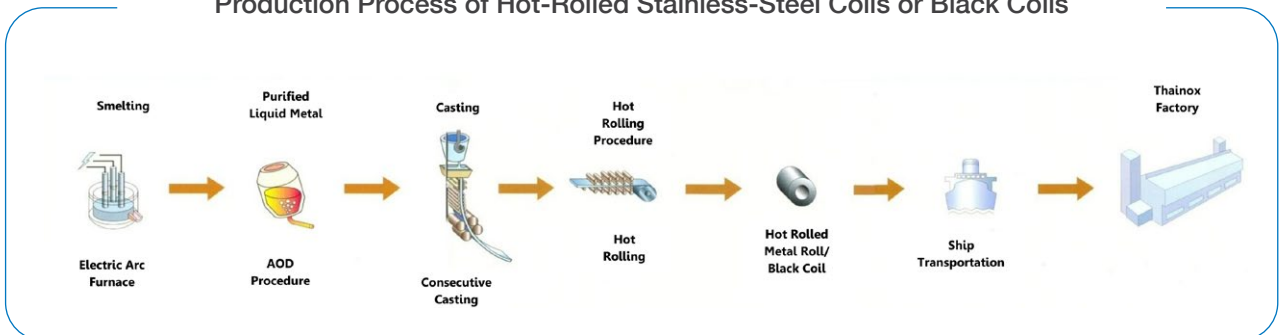 Production Process of Hot-Rolled Stainless-Steel Coils or Black Coils
Smelting
Electric Arc
Furnace
Purified
Liquid Metal
AOD
Procedure
Casting
Consecutive
Casting
Hot
Rolling
Procedure
Hot
Rolling
Hot Rolled
Metal Roll/
Black Coil
Ship
Transportation
Thainox
Factory